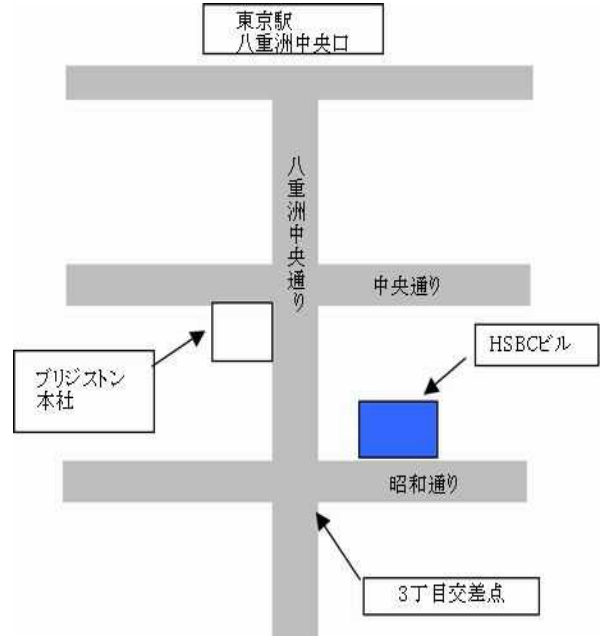 東京駅
八重洲中央口
八重洲中央通り
中央通り
HSBCビル
ブリジストン
本社
昭和通り
3丁目交差点